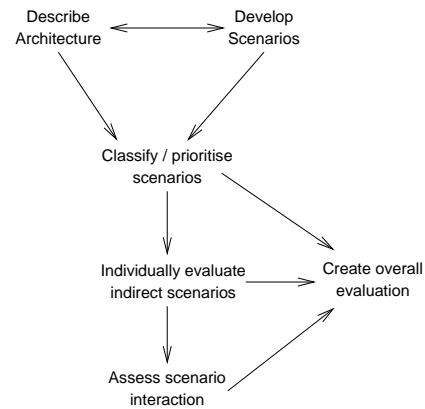 Describe
Architecture
Develop
Scenarios
Classify / prioritise
scenarios
Individually evaluate
indirect scenarios
Create overall
evaluation
Assess scenario
interaction